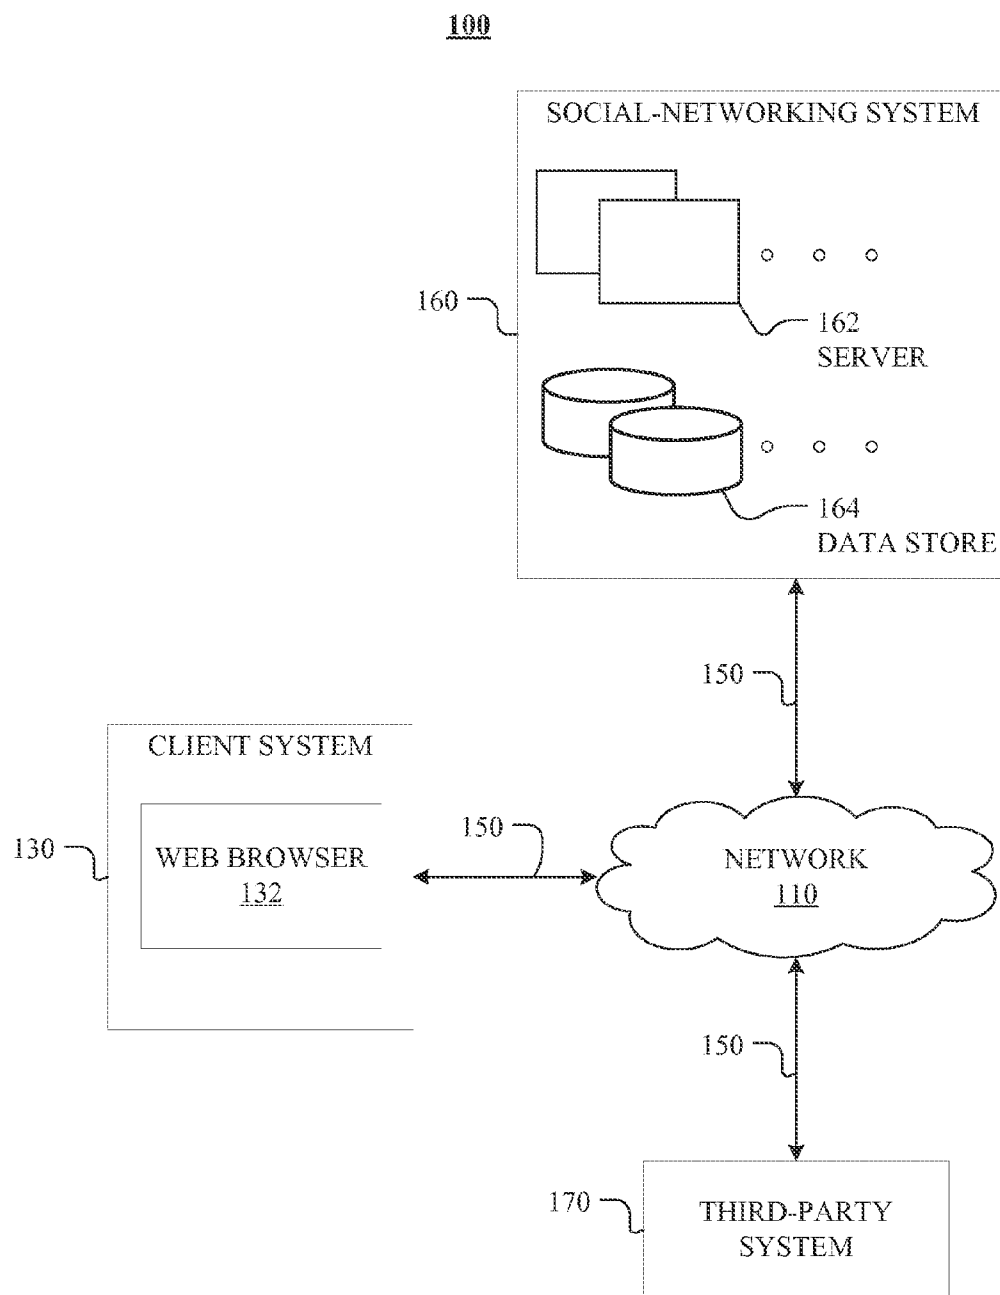 100
SOCIAL-NETWORKING SYSTEM
160
162
SERVER
164
DATA STORE
150
CLIENT SYSTEM
130
WEB BROWSER
132
150
NETWORK
110
150
170
THIRD-PARTY
SYSTEM